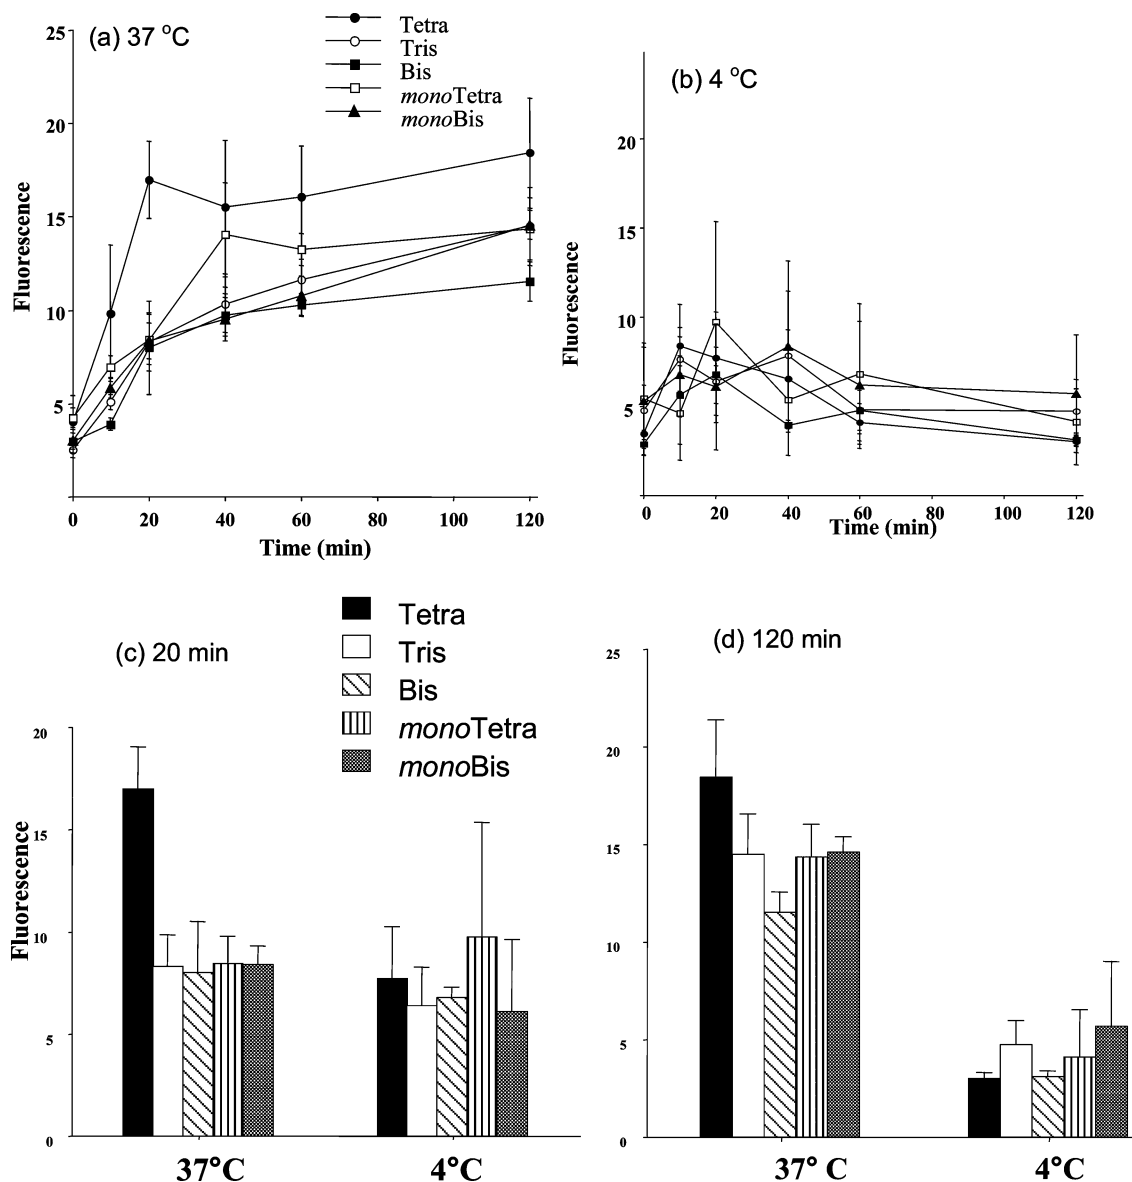 (a) 37 °C
Tetra
Tris
Bis
monoTetra
monoBis
25
20
15
10
5
Fluorescence
0 20 40 60 80 100 120
Time (min)
(b) 4 °C
20
15
10
5
Fluorescence
0 20 40 60 80 100 120
Time (min)
(c) 20 min
Tetra
Tris
Bis
monoTetra
monoBis
20
15
10
5
0
Fluorescence
37°C 4°C
(d) 120 min
25
20
15
10
5
0
37°C 4°C